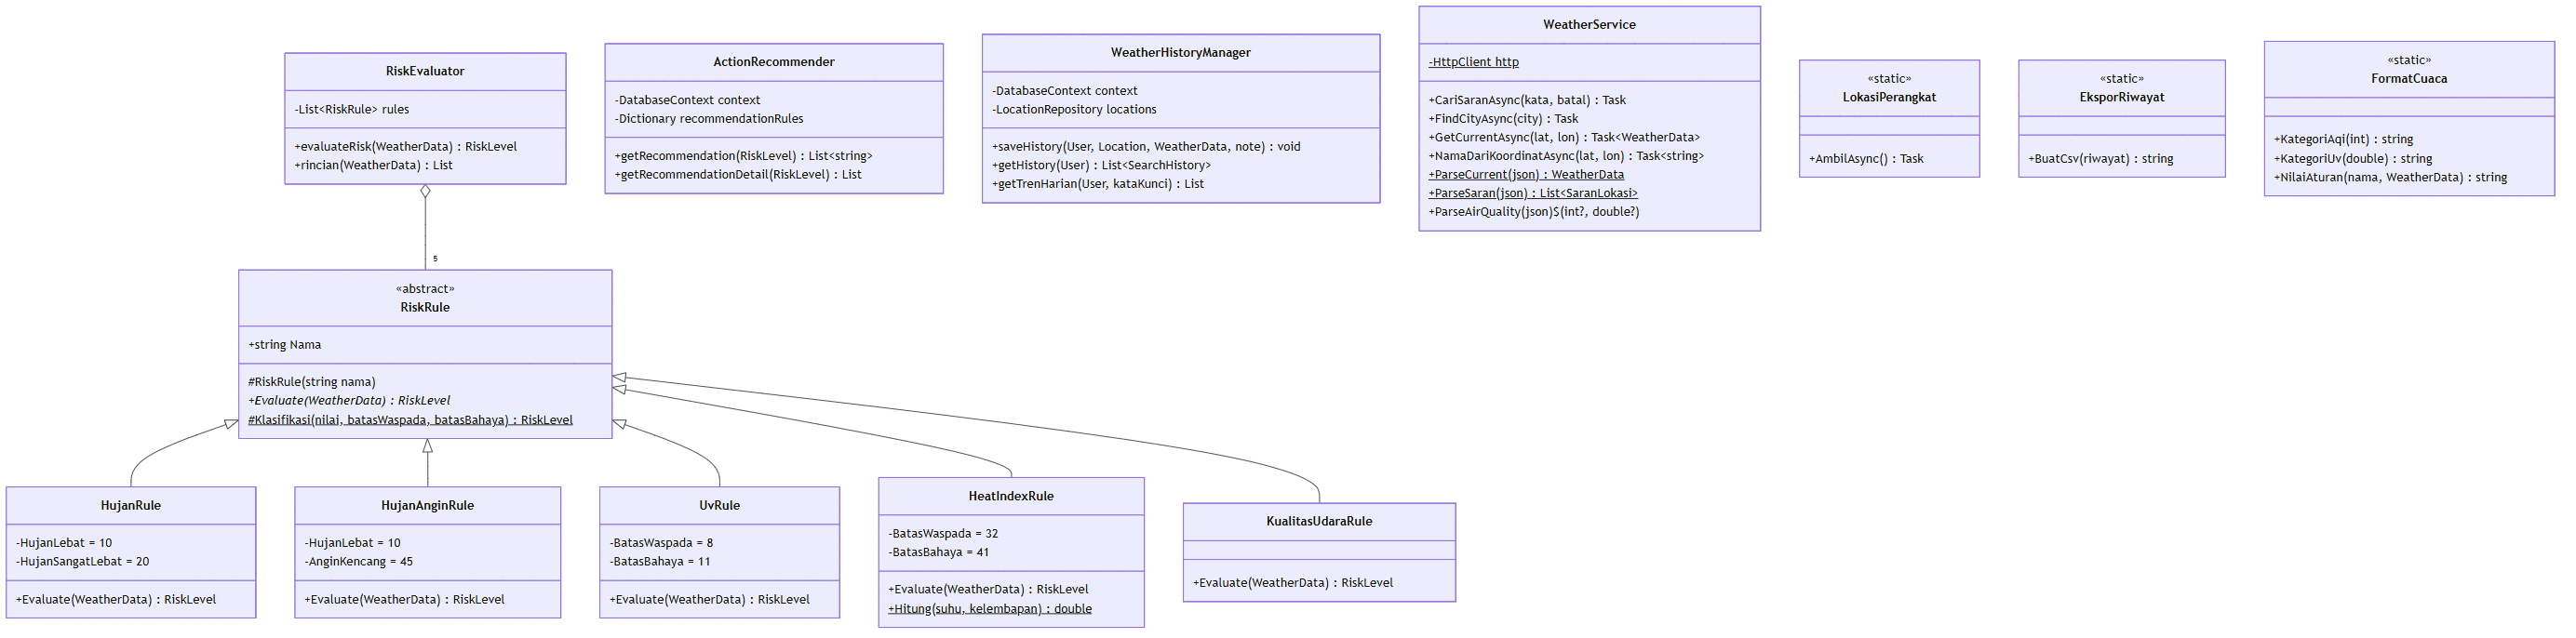 RiskEvaluator
-List<RiskRule> rules
+evaluateRisk(WeatherData) : RiskLevel
+rincian(WeatherData) : List
ActionRecommender
-DatabaseContext context
-Dictionary recommendationRules
+getRecommendation(RiskLevel) : List<string>
+getRecommendationDetail(RiskLevel) : List
WeatherHistoryManager
-DatabaseContext context
-LocationRepository locations
+saveHistory(User, Location, WeatherData, note) : void
+getHistory(User) : List<SearchHistory>
+getTrenHarian(User, kataKunci) : List
WeatherService
-HttpClient http
+CariSaranAsync(kata, batal) : Task
+FindCityAsync(city) : Task
+GetCurrentAsync(lat, lon) : Task<WeatherData>
+NamaDariKoordinatAsync(lat, lon) : Task<string>
+ParseCurrent(json) : WeatherData
+ParseSaran(json) : List<SaranLokasi>
+ParseAirQuality(json)$(int?, double?)
«static»
LokasiPerangkat
+AmbilAsync() : Task
«static»
EksporRiwayat
+BuatCsv(riwayat) : string
«static»
FormatCuaca
+KategoriAqi(int) : string
+KategoriUv(double) : string
+NilaiAturan(nama, WeatherData) : string
5
«abstract»
RiskRule
+string Nama
#RiskRule(string nama)
+Evaluate(WeatherData) : RiskLevel
#Klasifikasi(nilai, batasWaspada, batasBahaya) : RiskLevel
HujanRule
-HujanLebat = 10
-HujanSangatLebat = 20
+Evaluate(WeatherData) : RiskLevel
HujanAnginRule
-HujanLebat = 10
-AnginKencang = 45
+Evaluate(WeatherData) : RiskLevel
UvRule
-BatasWaspada = 8
-BatasBahaya = 11
+Evaluate(WeatherData) : RiskLevel
HeatIndexRule
-BatasWaspada = 32
-BatasBahaya = 41
+Evaluate(WeatherData) : RiskLevel
+Hitung(suhu, kelembapan) : double
KualitasUdaraRule
+Evaluate(WeatherData) : RiskLevel